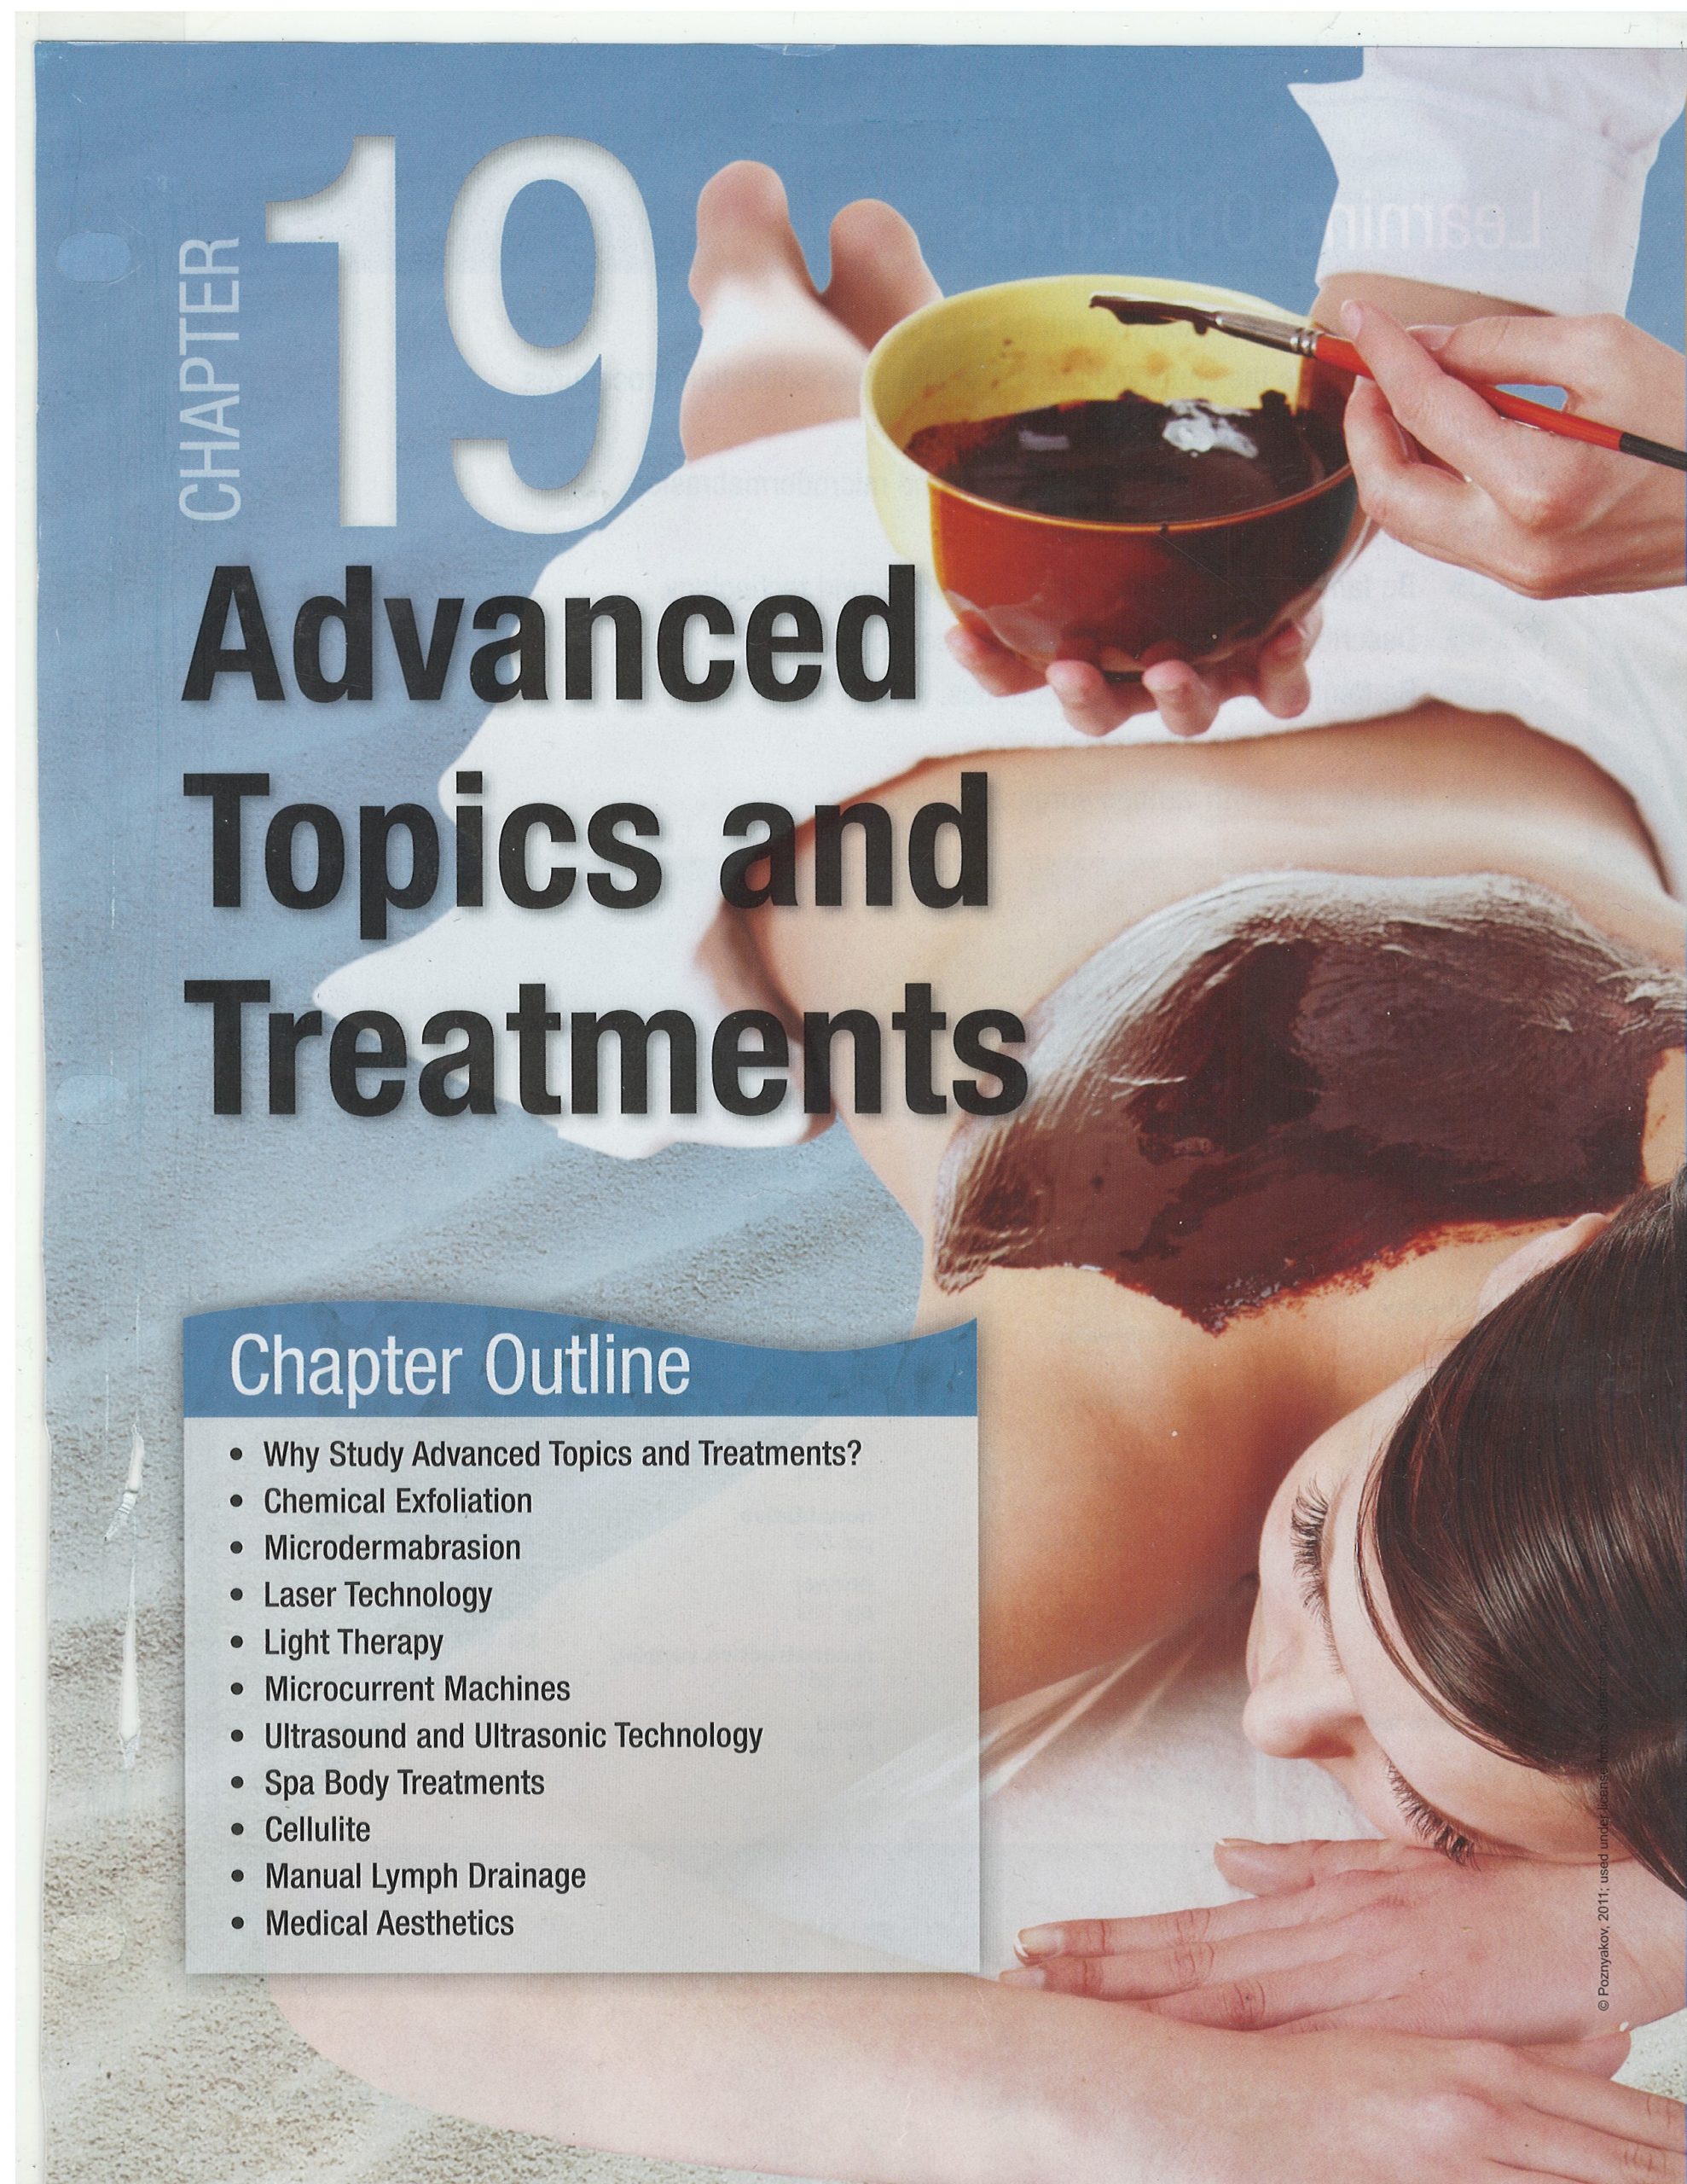 CHAPTER
19
Advanced
Topics and
Treatments
Chapter Outline
• Why Study Advanced Topics and Treatments?
• Chemical Exfoliation
• Microdermabrasion
• Laser Technology
• Light Therapy
• Microcurrent Machines
• Ultrasound and Ultrasonic Technology
• Spa Body Treatments
• Cellulite
• Manual Lymph Drainage
• Medical Aesthetics
© Poznyakov, 2011; used under license
Learning Objectives